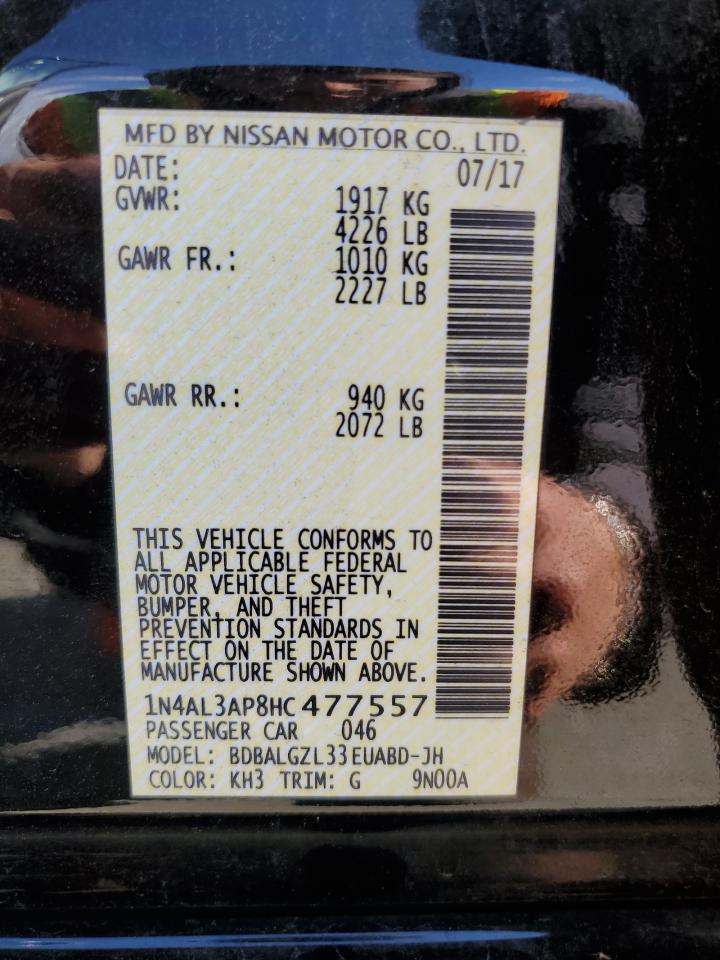 MFD BY NISSAN MOTOR CO., LTD.
DATE: 07/17
GVWR: 1917 KG
4226 LB
GAWR FR.: 1010 KG
2227 LB
GAWR RR.: 940 KG
2072 LB
THIS VEHICLE CONFORMS TO
ALL APPLICABLE FEDERAL
MOTOR VEHICLE SAFETY,
BUMPER, AND THEFT
PREVENTION STANDARDS IN
EFFECT ON THE DATE OF
MANUFACTURE SHOWN ABOVE.
1N4AL3AP8HC477557
PASSENGER CAR 046
MODEL: BDBALGZL33EUABD-JH
COLOR: KH3 TRIM: G 9N00A